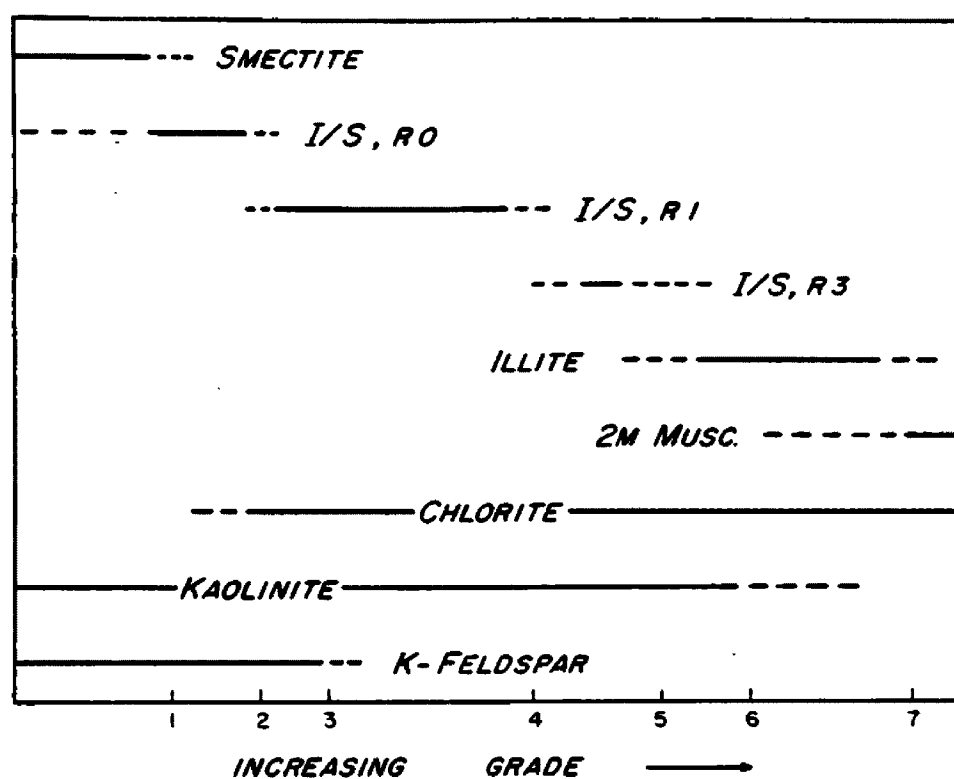 SMECTITE
I/S, R0
I/S, R1
I/S, R3
ILLITE
2M MUSC.
CHLORITE
KAOLINITE
K-FELDSPAR
1 2 3 4 5 6 7
INCREASING GRADE